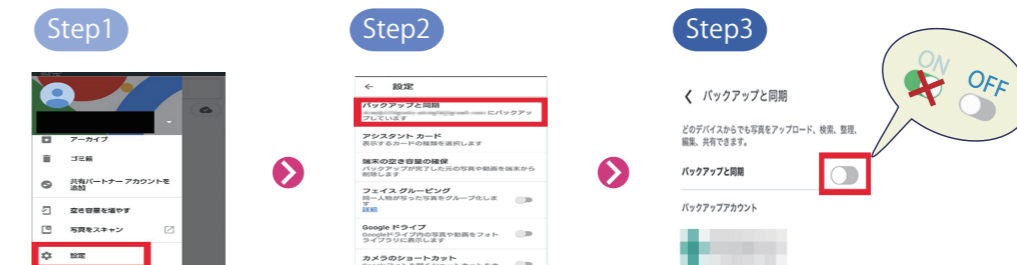 Step1
アーカイブ
ゴミ箱
共有パートナー アカウントを
追加
空き容量を増やす
写真をスキャン
設定
Step2
設定
バックアップと同期
にバックアッ
プしています
アシスタント カード
表示するカードの種類を選択します
端末の空き容量の確保
バックアップが完了した元の写真や動画を端末から
削除します
フェイス グルーピング
同一人物が写った写真をグループ化しま
す
詳細
Google ドライブ
Googleドライブ内の写真や動画をフォト
ライブラリに表示します
カメラのショートカット
Step3
ON
OFF
バックアップと同期
どのデバイスからでも写真をアップロード、検索、整理、
編集、共有できます。
バックアップと同期
バックアップアカウント